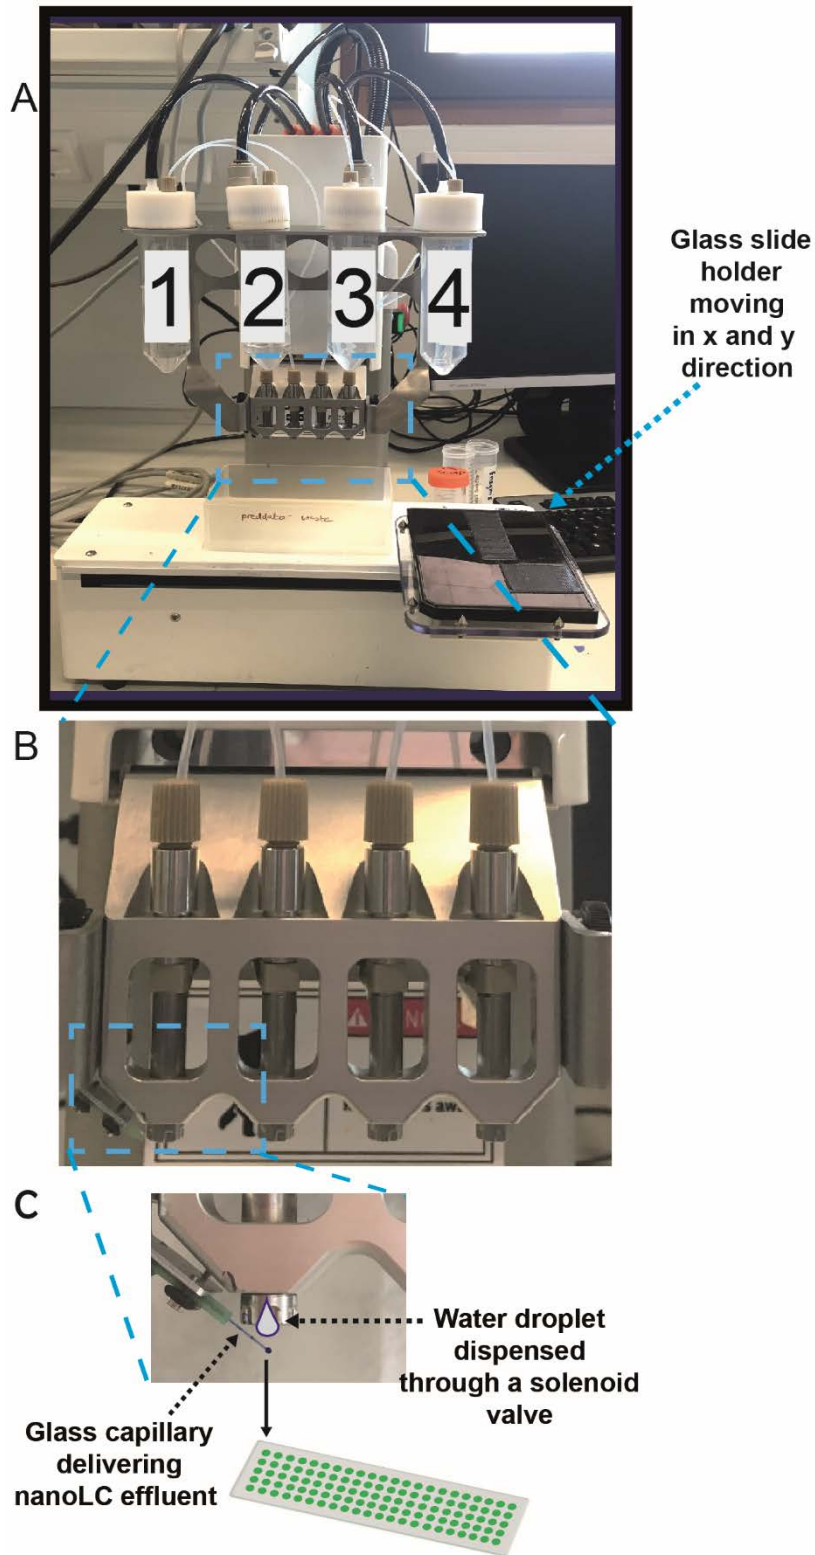 A
1
2
3
4
Glass slide
holder
moving
in x and y
direction
waste
B
C
Water droplet
dispensed
through a solenoid
valve
Glass capillary
delivering
nanoLC effluent